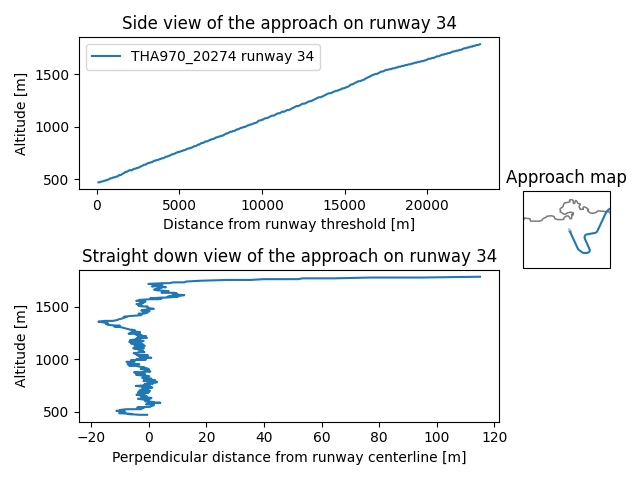 Side view of the approach on runway 34
THA970_20274 runway 34
Altitude [m]
1500
1000
500
0
5000
10000
15000
20000
Distance from runway threshold [m]
Approach map
Straight down view of the approach on runway 34
Altitude [m]
1500
1000
500
−20
0
20
40
60
80
100
120
Perpendicular distance from runway centerline [m]